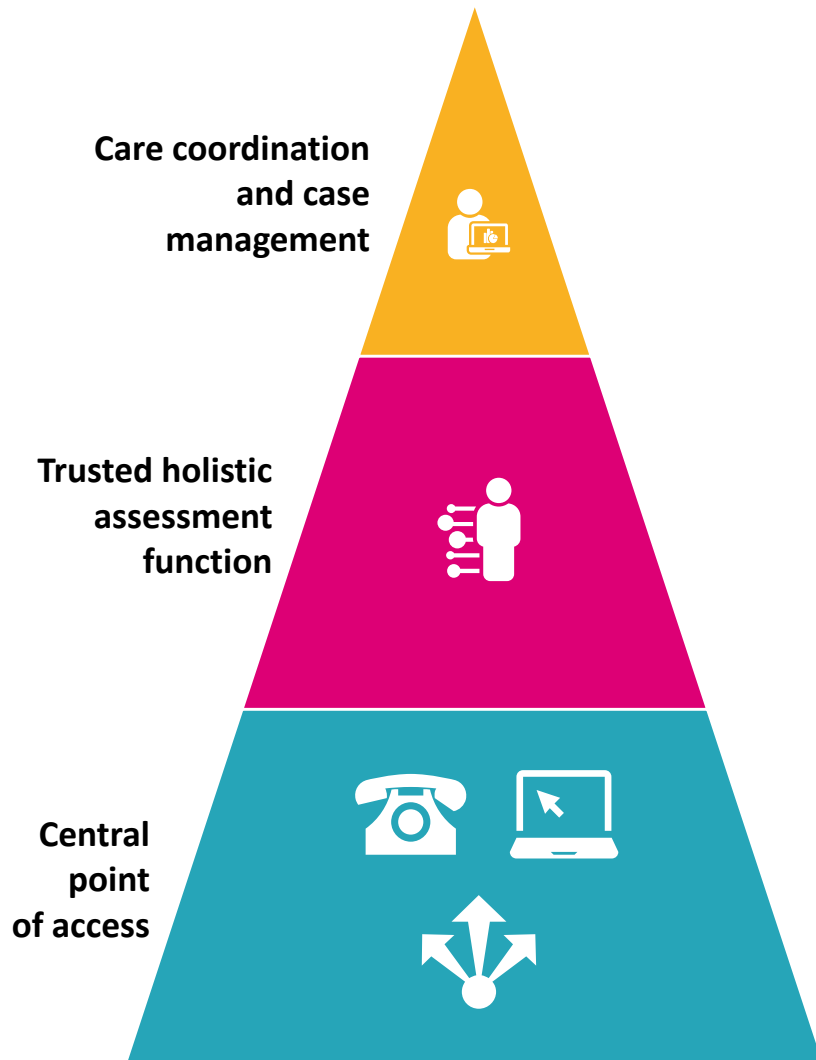 Care coordination
and case
management
Trusted holistic
assessment
function
Central
point
of access